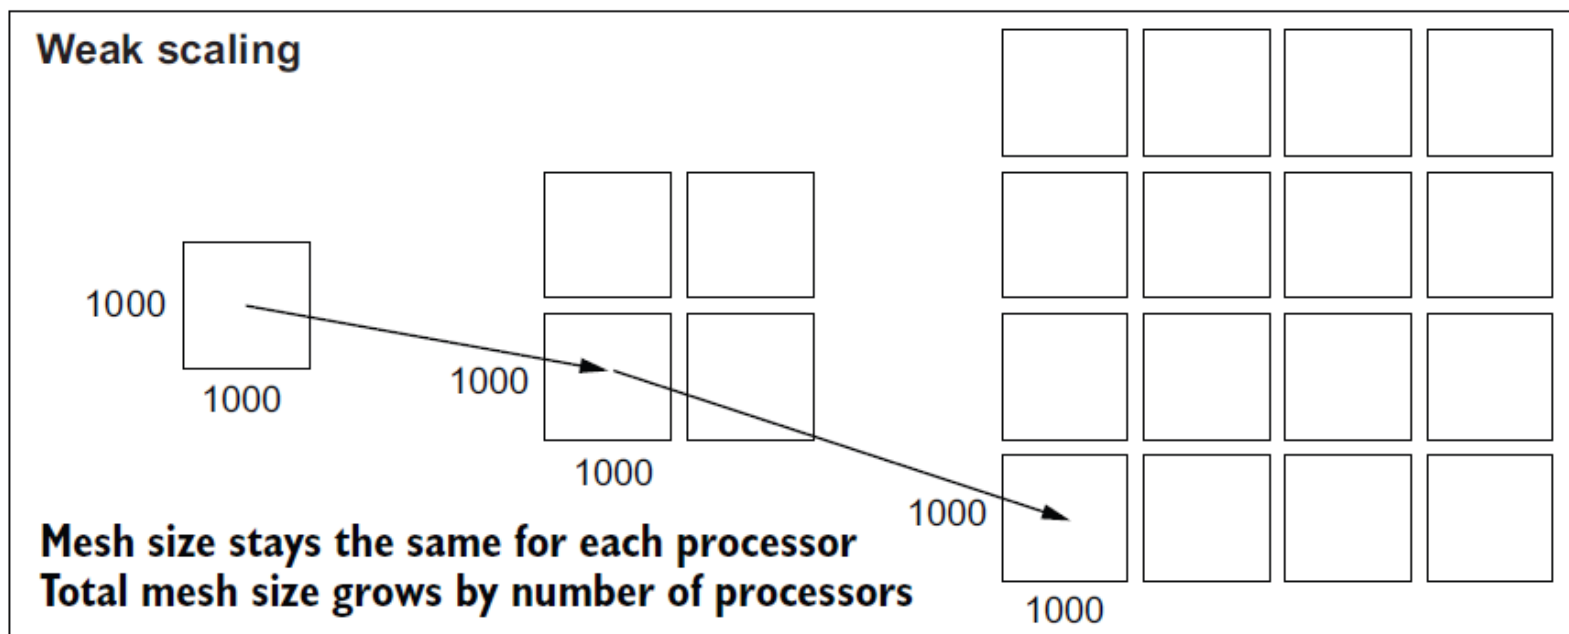 Weak scaling
1000
1000
1000
1000
1000
1000
Mesh size stays the same for each processor
Total mesh size grows by number of processors